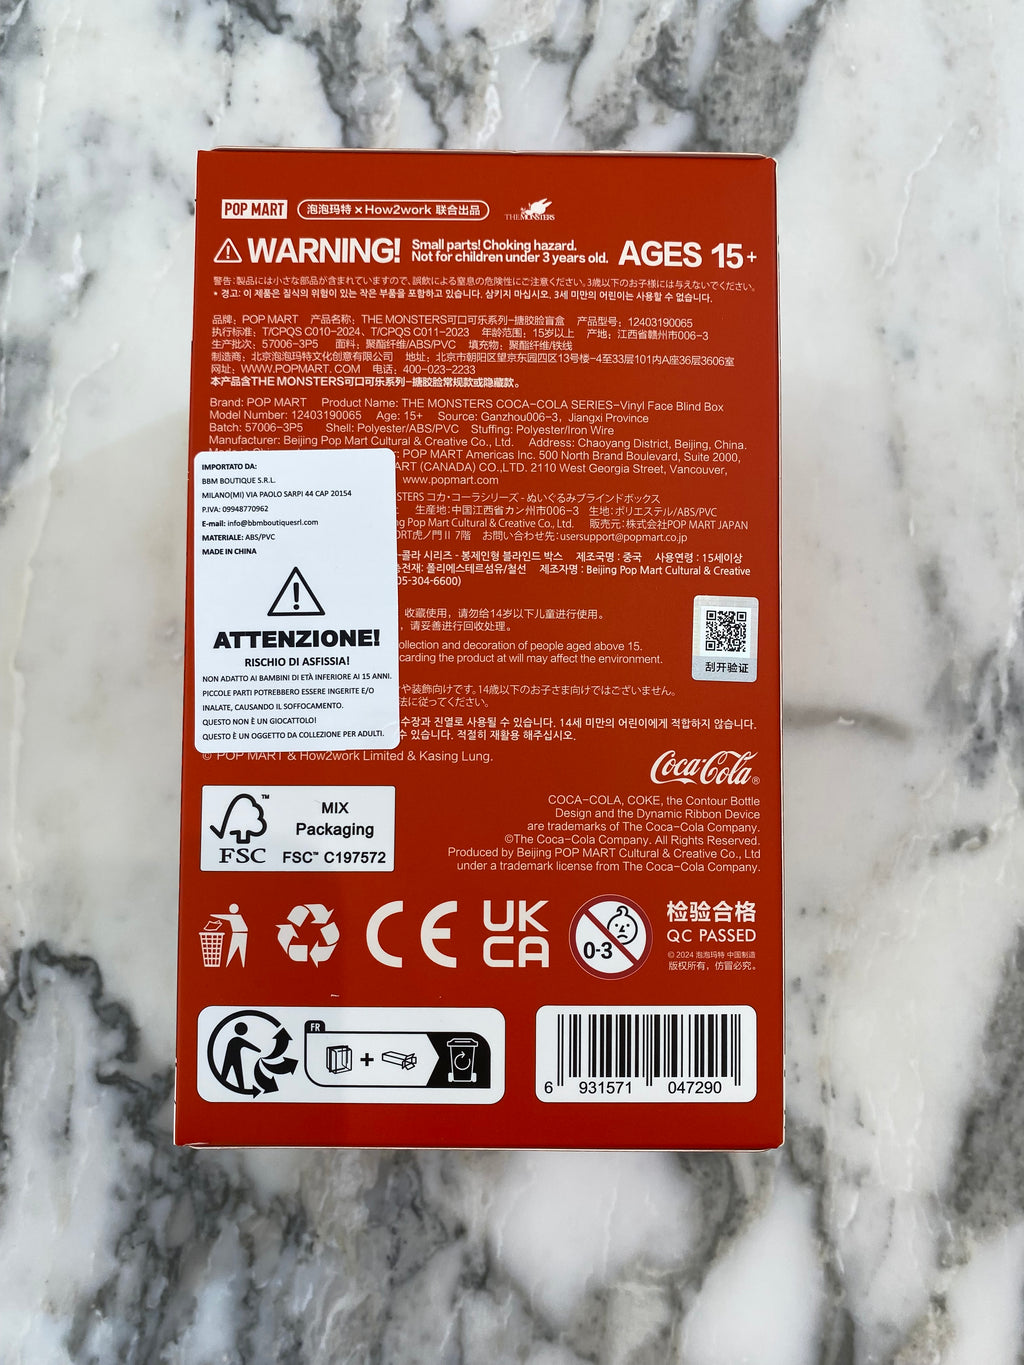 POP MART 泡泡玛特 × How2work 联合出品 THE MONSTERS
WARNING! Small parts! Choking hazard. Not for children under 3 years old. AGES 15+
警告:製品には小さな部品が含まれていますので、誤飲による窒息の危険性にご注意ください。3歳以下のお子様には与えないでください。
* 경고: 이 제품은 질식의 위험이 있는 작은 부품을 포함하고 있습니다. 삼키지 마십시오. 3세 미만의 어린이는 사용할 수 없습니다.
品牌：POP MART 产品名称：THE MONSTERS可口可乐系列-搪胶脸盲盒 产品型号：12403190065
执行标准：T/CPQS C010-2024、T/CPQS C011-2023 年龄范围：15岁以上 产地：江西省赣州市006-3
生产批次：57006-3P5 面料：聚酯纤维/ABS/PVC 填充物：聚酯纤维/铁线
制造商：北京泡泡玛特文化创意有限公司 地址：北京市朝阳区望京东园四区13号楼-4至33层101内A座36层3606室
网址：WWW.POPMART.COM 电话：400-023-2233
本产品含THE MONSTERS可口可乐系列-搪胶脸常规款或隐藏款。
Brand: POP MART Product Name: THE MONSTERS COCA-COLA SERIES-Vinyl Face Blind Box
Model Number: 12403190065 Age: 15+ Source: Ganzhou006-3, Jiangxi Province
Batch: 57006-3P5 Shell: Polyester/ABS/PVC Stuffing: Polyester/Iron Wire
Manufacturer: Beijing Pop Mart Cultural & Creative Co., Ltd. Address: Chaoyang District, Beijing, China.
: POP MART Americas Inc. 500 North Brand Boulevard, Suite 2000,
ART (CANADA) CO.,LTD. 2110 West Georgia Street, Vancouver,
www.popmart.com
STERS コカ・コーラシリーズ - ぬいぐるみブラインドボックス
生産地:中国江西省カン州市006-3 生地:ポリエステル/ABS/PVC
ng Pop Mart Cultural & Creative Co., Ltd. 販売元:株式会社POP MART JAPAN
ORT虎ノ門II 7階 お問い合わせ先:usersupport@popmart.co.jp
-콜라 시리즈 - 봉제인형 블라인드 박스 제조국명 : 중국 사용연령 : 15세이상
충전재: 폴리에스테르섬유/철선 제조자명 : Beijing Pop Mart Cultural & Creative
05-304-6600)
收藏使用，请勿给14岁以下儿童进行使用。
，请妥善进行回收处理。
ollection and decoration of people aged above 15.
carding the product at will may affect the environment.
や装飾向けです。14歳以下のお子さま向けではございません。
法に従ってください。
수장과 진열로 사용될 수 있습니다. 14세 미만의 어린이에게 적합하지 않습니다.
수 있습니다. 적절히 재활용 해주십시오.
© POP MART & How2work Limited & Kasing Lung.
IMPORTATO DA:
BBM BOUTIQUE S.R.L.
MILANO(MI) VIA PAOLO SARPI 44 CAP 20154
P.IVA: 09948770962
E-mail: info@bbmboutiquesrl.com
MATERIALE: ABS/PVC
MADE IN CHINA
ATTENZIONE!
RISCHIO DI ASFISSIA!
NON ADATTO AI BAMBINI DI ETÀ INFERIORE AI 15 ANNI.
PICCOLE PARTI POTREBBERO ESSERE INGERITE E/O
INALATE, CAUSANDO IL SOFFOCAMENTO.
QUESTO NON È UN GIOCATTOLO!
QUESTO È UN OGGETTO DA COLLEZIONE PER ADULTI.
刮开验证
Coca-Cola®
COCA-COLA, COKE, the Contour Bottle
Design and the Dynamic Ribbon Device
are trademarks of The Coca-Cola Company.
©The Coca-Cola Company. All Rights Reserved.
Produced by Beijing POP MART Cultural & Creative Co., Ltd
under a trademark license from The Coca-Cola Company.
MIX
Packaging
FSC FSC™ C197572
CE UK CA 0-3
检验合格
QC PASSED
© 2024 泡泡玛特 中国制造
版权所有，仿冒必究。
FR
6 931571 047290